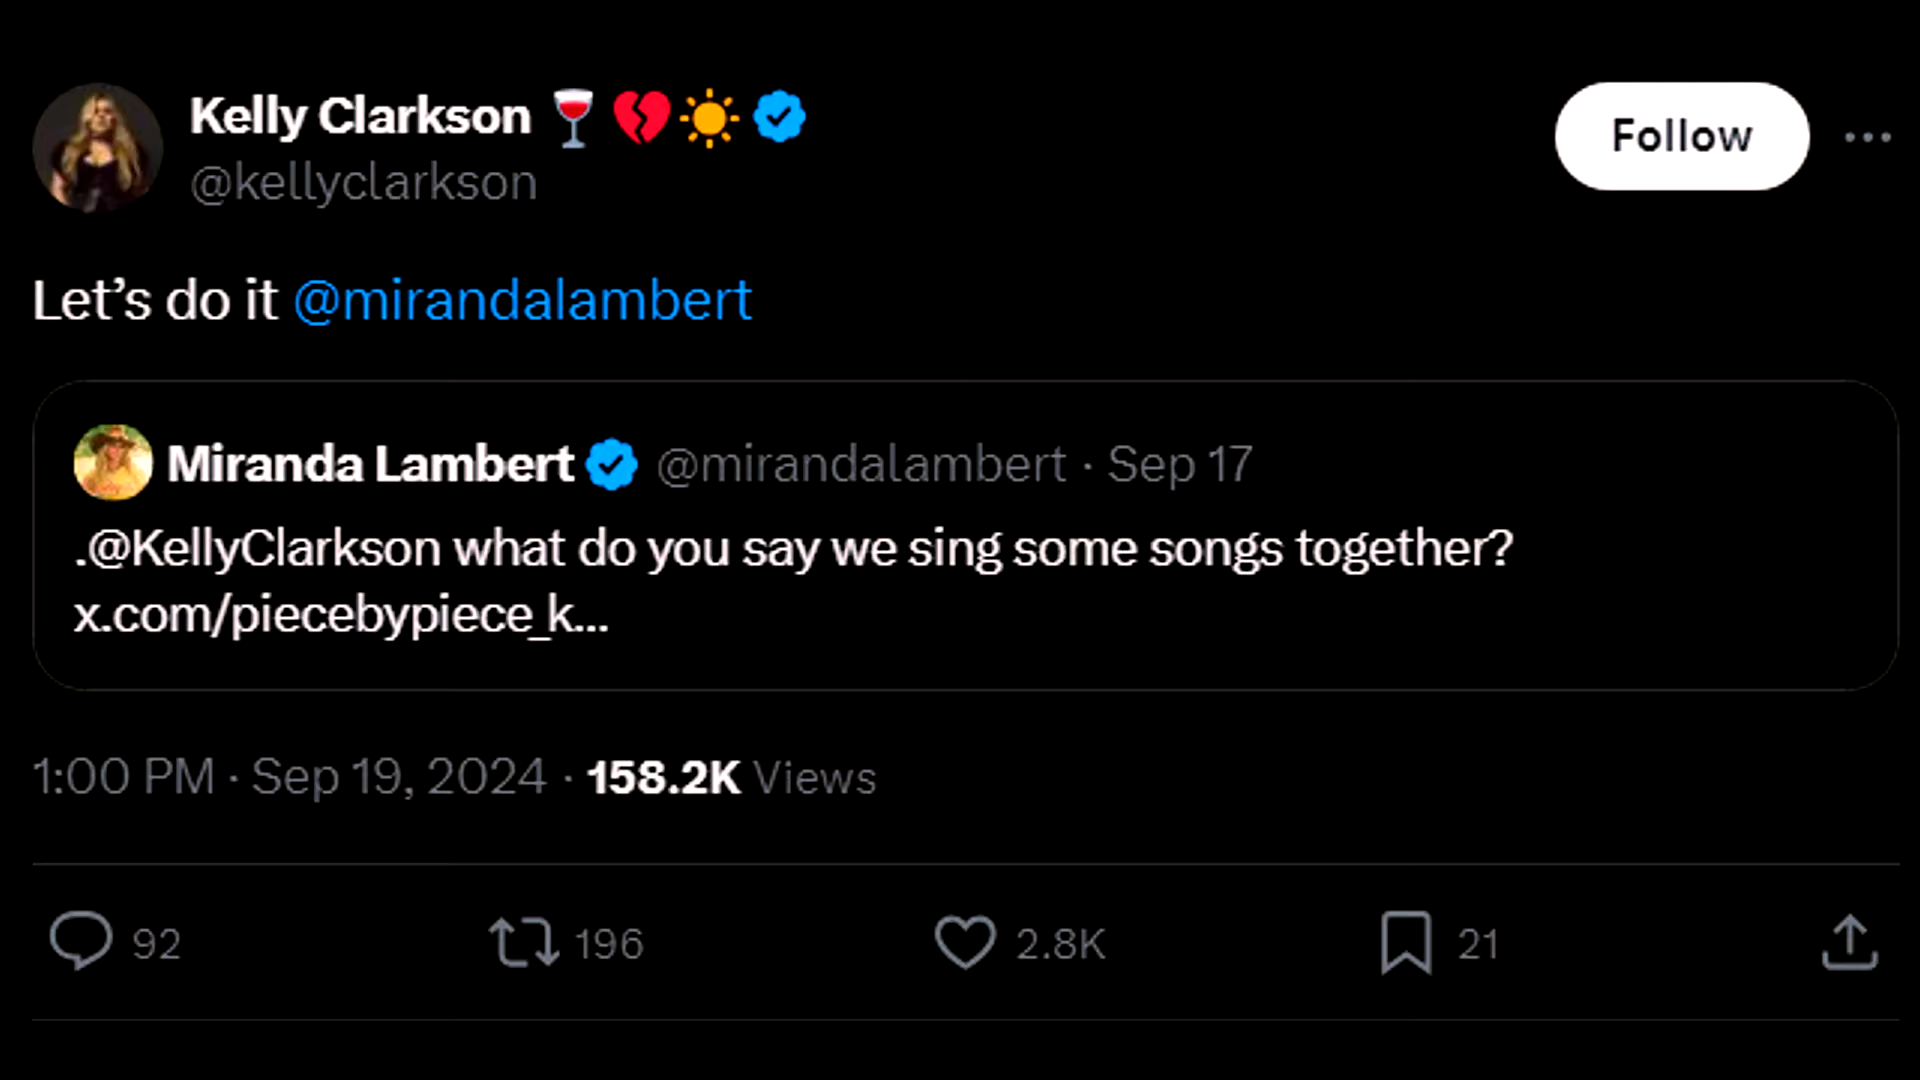 Kelly Clarkson 🍷 💔 ☀️
@kellyclarkson
Follow
Let’s do it @mirandalambert
Miranda Lambert @mirandalambert · Sep 17
.@KellyClarkson what do you say we sing some songs together?
x.com/piecebypiece_k...
1:00 PM · Sep 19, 2024 · 158.2K Views
92 196 2.8K 21